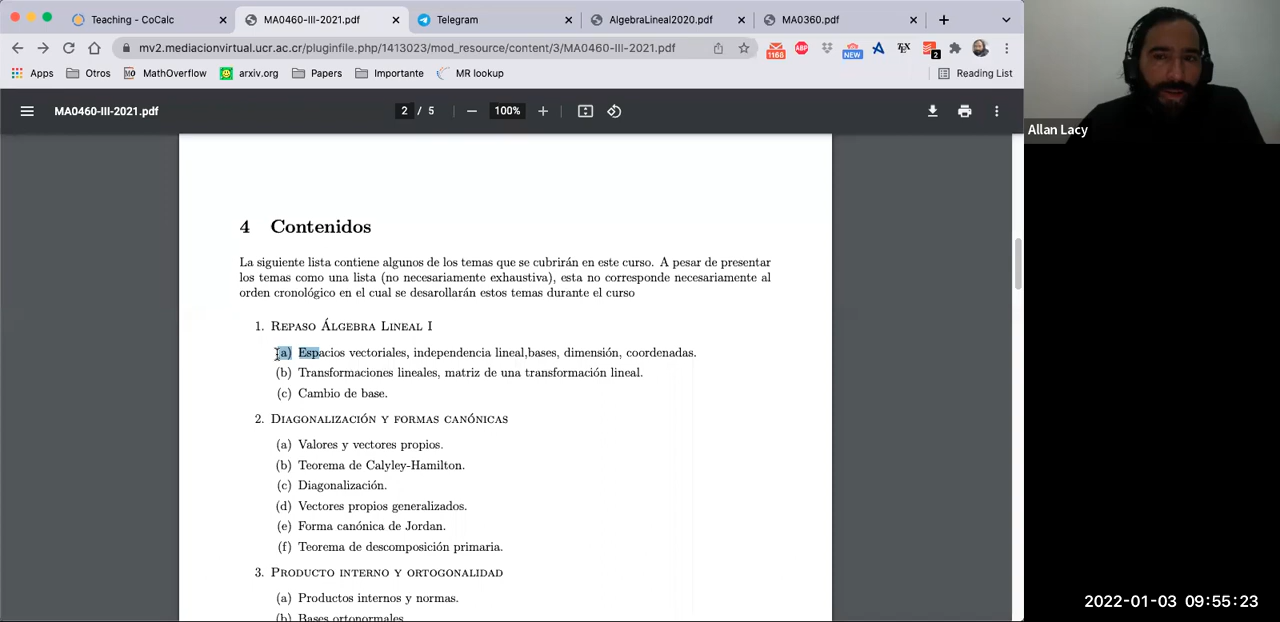 Teaching - CoCalc
MA0460-III-2021.pdf
Telegram
AlgebraLineal2020.pdf
MA0360.pdf
mv2.mediacionvirtual.ucr.ac.cr/pluginfile.php/1413023/mod_resource/content/3/MA0460-III-2021.pdf
1168
ABP
NEW
2
Apps
Otros
MathOverflow
arxiv.org
Papers
Importante
MR lookup
Reading List
MA0460-III-2021.pdf
2 / 5
100%
Allan Lacy
4 Contenidos
La siguiente lista contiene algunos de los temas que se cubrirán en este curso. A pesar de presentar
los temas como una lista (no necesariamente exhaustiva), esta no corresponde necesariamente al
orden cronológico en el cual se desarollarán estos temas durante el curso
1. Repaso Álgebra Lineal I
(a) Espacios vectoriales, independencia lineal,bases, dimensión, coordenadas.
(b) Transformaciones lineales, matriz de una transformación lineal.
(c) Cambio de base.
2. Diagonalización y formas canónicas
(a) Valores y vectores propios.
(b) Teorema de Calyley-Hamilton.
(c) Diagonalización.
(d) Vectores propios generalizados.
(e) Forma canónica de Jordan.
(f) Teorema de descomposición primaria.
3. Producto interno y ortogonalidad
(a) Productos internos y normas.
(b) Bases ortonormales
2022-01-03 09:55:23